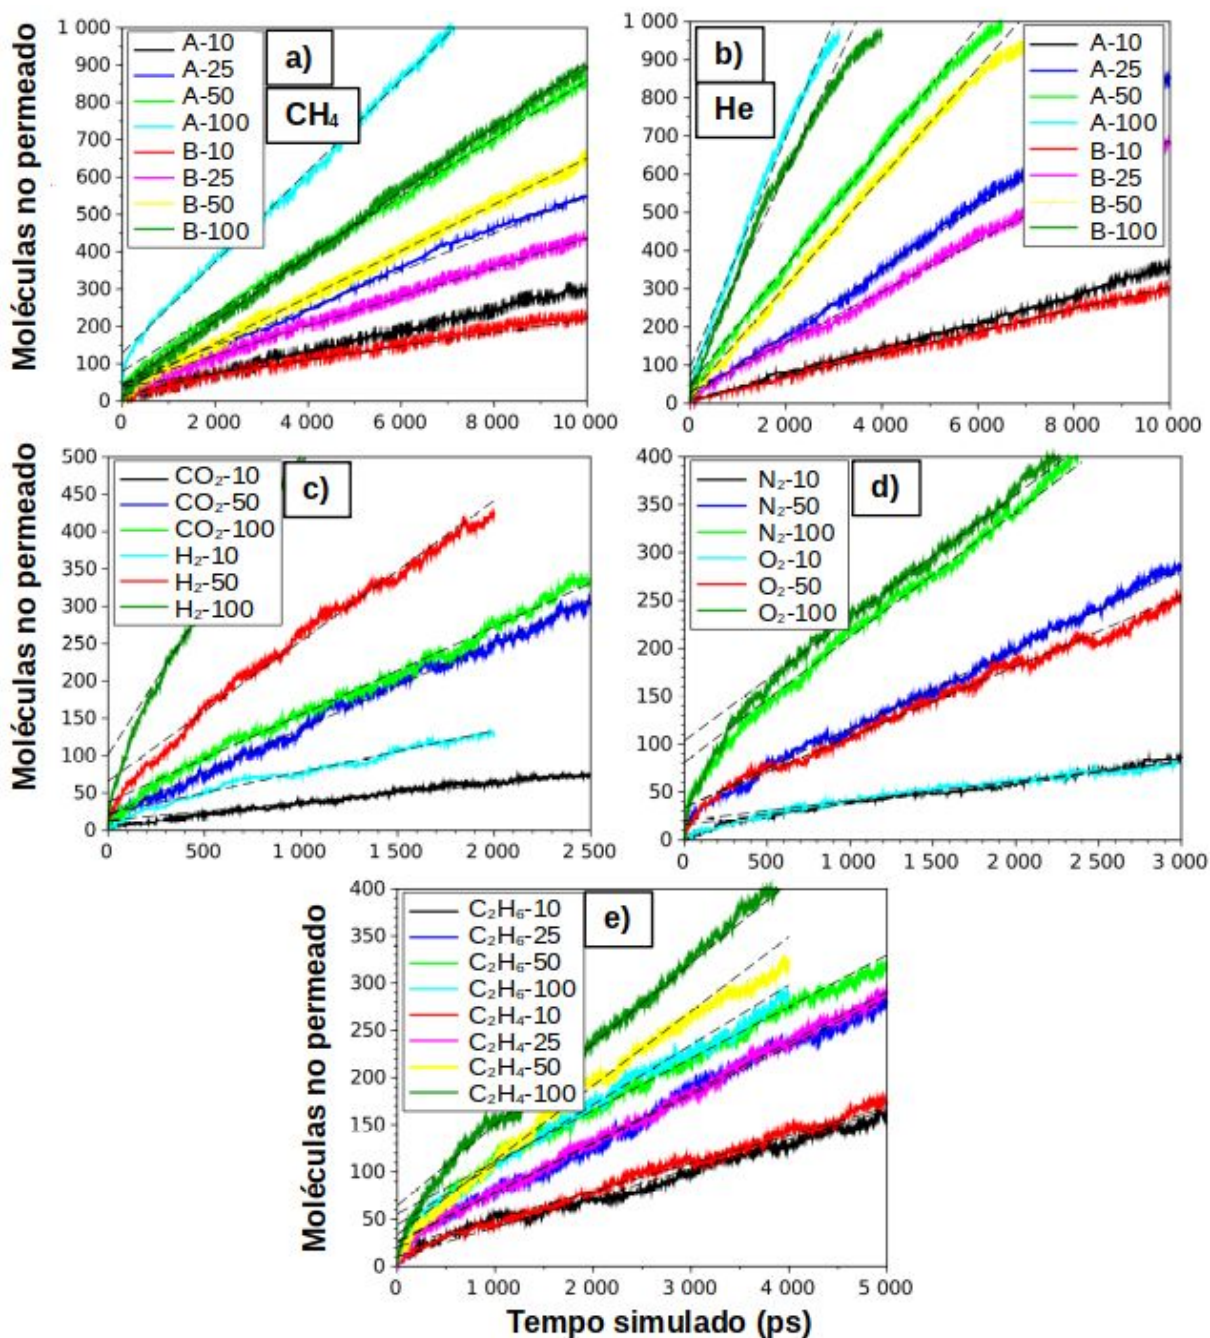 Moléculas no permeado
1 000
900
800
700
600
500
400
300
200
100
0
A-10
A-25
A-50
A-100
B-10
B-25
B-50
B-100
a)
CH₄
0 2 000 4 000 6 000 8 000 10 000
1 000
900
800
700
600
500
400
300
200
100
0
b)
He
A-10
A-25
A-50
A-100
B-10
B-25
B-50
B-100
0 2 000 4 000 6 000 8 000 10 000
Moléculas no permeado
500
450
400
350
300
250
200
150
100
50
0
CO₂-10
CO₂-50
CO₂-100
H₂-10
H₂-50
H₂-100
c)
0 500 1 000 1 500 2 000 2 500
400
350
300
250
200
150
100
50
0
N₂-10
N₂-50
N₂-100
O₂-10
O₂-50
O₂-100
d)
0 500 1 000 1 500 2 000 2 500 3 000
Moléculas no permeado
400
350
300
250
200
150
100
50
0
C₂H₆-10
C₂H₆-25
C₂H₆-50
C₂H₆-100
C₂H₄-10
C₂H₄-25
C₂H₄-50
C₂H₄-100
e)
0 1 000 2 000 3 000 4 000 5 000
Tempo simulado (ps)